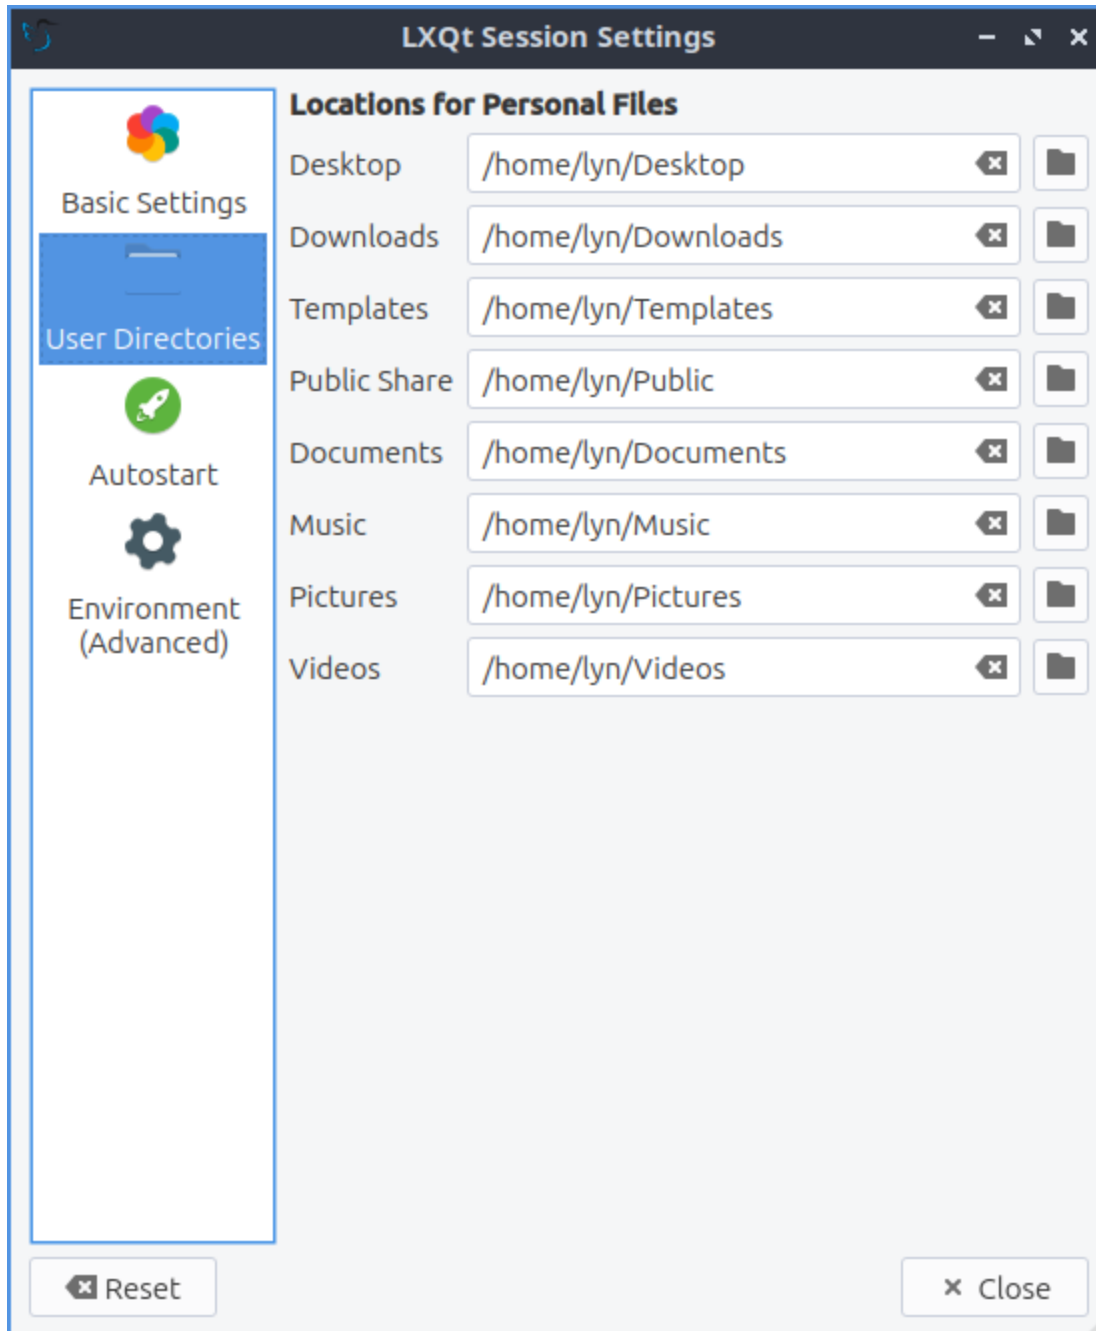 LXQt Session Settings
Basic Settings
User Directories
Autostart
Environment
(Advanced)
Locations for Personal Files
Desktop /home/lyn/Desktop
Downloads /home/lyn/Downloads
Templates /home/lyn/Templates
Public Share /home/lyn/Public
Documents /home/lyn/Documents
Music /home/lyn/Music
Pictures /home/lyn/Pictures
Videos /home/lyn/Videos
Reset
Close